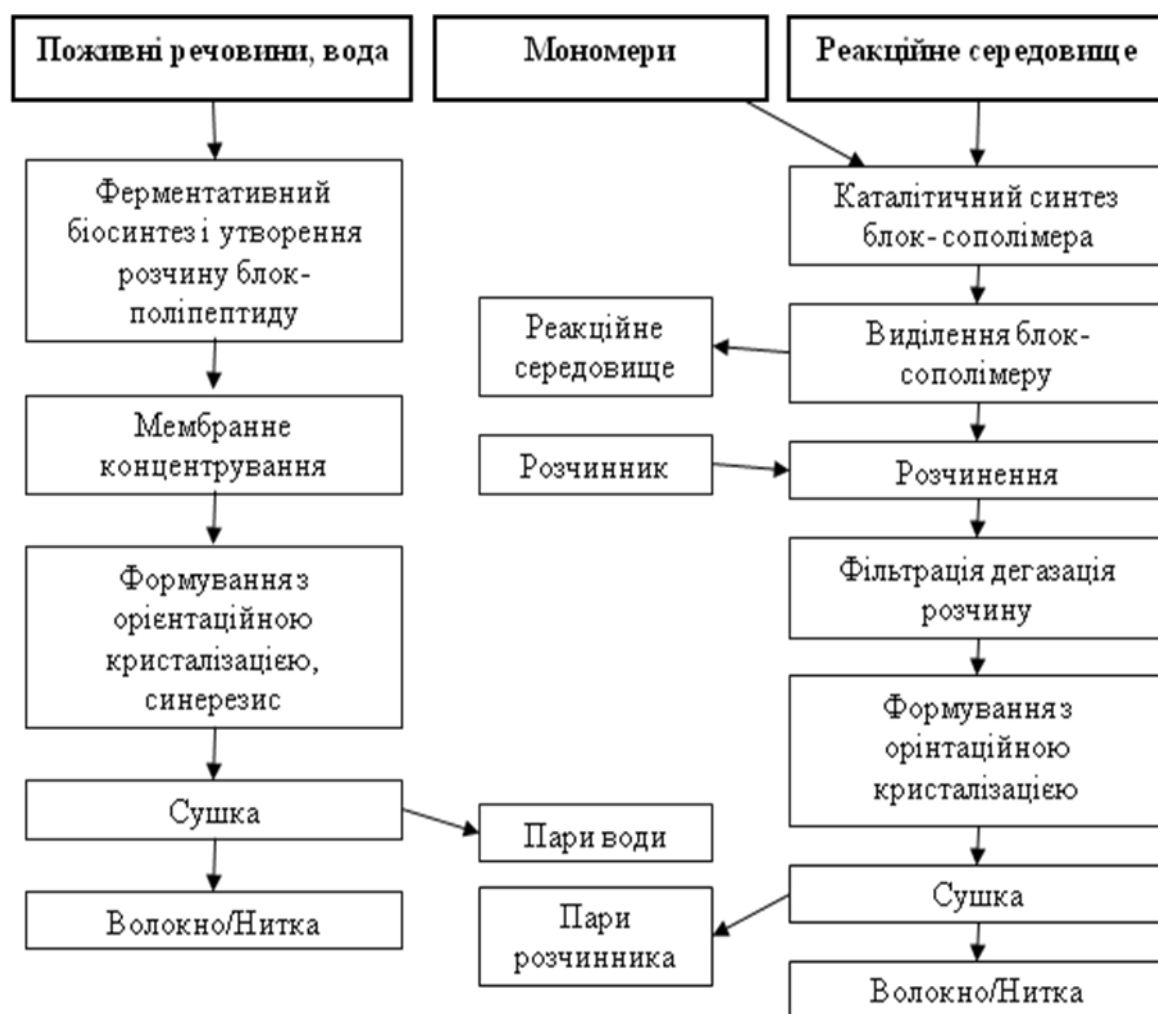 Поживні речовини, вода
Мономери
Реакційне середовище
Ферментативний
біосинтез і утворення
розчину блок-
поліпептиду
Мембранне
концентрування
Формування з
орієнтаційною
кристалізацією,
синерезис
Сушка
Волокно/Нитка
Реакційне
середовище
Розчинник
Пари води
Пари
розчинника
Каталітичний синтез
блок- сополімера
Виділення блок-
сополімеру
Розчинення
Фільтрація дегазація
розчину
Формування з
орінтаційною
кристалізацією
Сушка
Волокно/Нитка